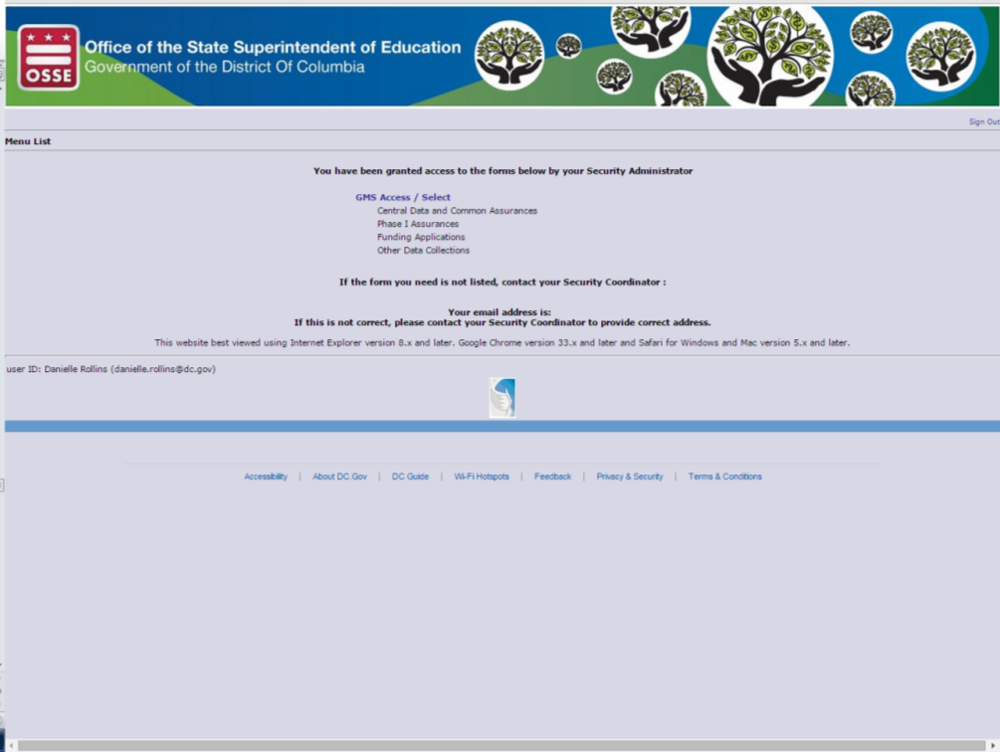 OSSE
Office of the State Superintendent of Education
Government of the District Of Columbia
Sign Out
Menu List
You have been granted access to the forms below by your Security Administrator
GMS Access / Select
Central Data and Common Assurances
Phase I Assurances
Funding Applications
Other Data Collections
If the form you need is not listed, contact your Security Coordinator :
Your email address is:
If this is not correct, please contact your Security Coordinator to provide correct address.
This website best viewed using Internet Explorer version 8.x and later. Google Chrome version 33.x and later and Safari for Windows and Mac version 5.x and later.
user ID: Danielle Rollins (danielle.rollins@dc.gov)
Accessibility | About DC.Gov | DC Guide | Wi-Fi Hotspots | Feedback | Privacy & Security | Terms & Conditions